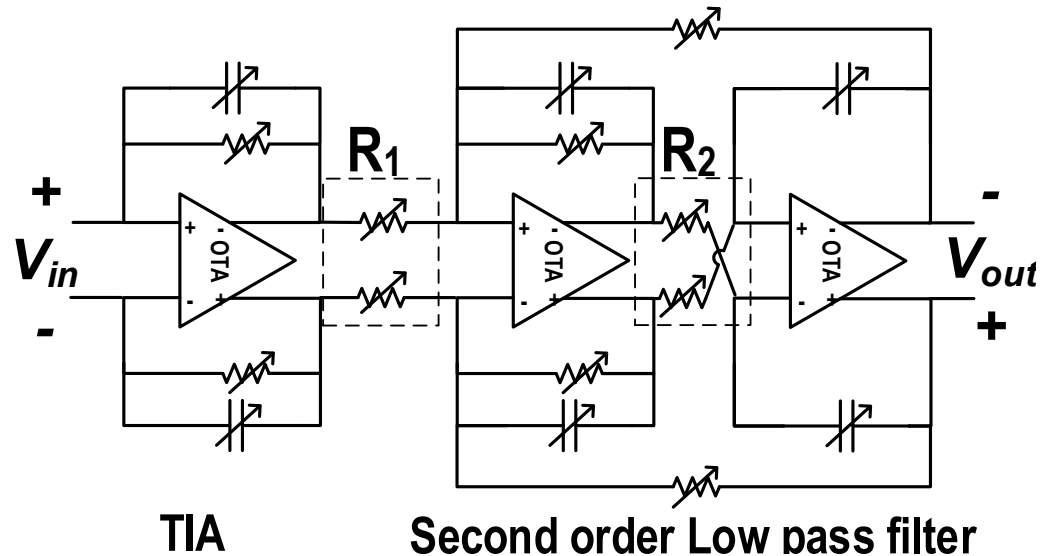 R1
R2
+
Vin
-
+
-
OTA
-
+
+
-
OTA
-
+
+
-
OTA
-
+
-
Vout
+
TIA
Second order Low pass filter